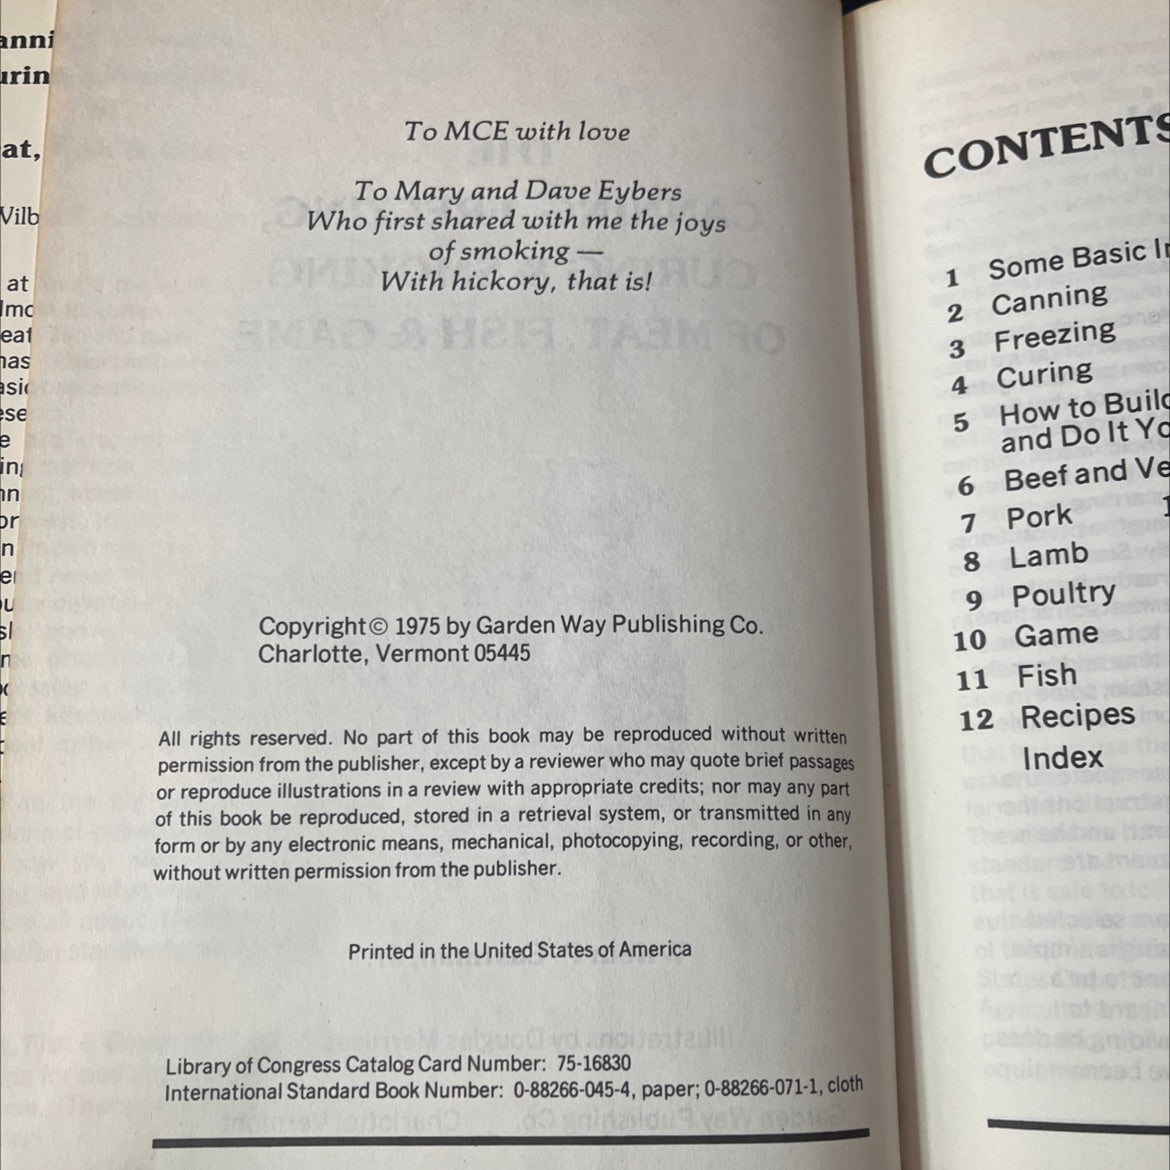 To MCE with love
To Mary and Dave Eybers
Who first shared with me the joys
of smoking —
With hickory, that is!
Copyright © 1975 by Garden Way Publishing Co.
Charlotte, Vermont 05445
All rights reserved. No part of this book may be reproduced without written
permission from the publisher, except by a reviewer who may quote brief passages
or reproduce illustrations in a review with appropriate credits; nor may any part
of this book be reproduced, stored in a retrieval system, or transmitted in any
form or by any electronic means, mechanical, photocopying, recording, or other,
without written permission from the publisher.
Printed in the United States of America
Library of Congress Catalog Card Number: 75-16830
International Standard Book Number: 0-88266-045-4, paper; 0-88266-071-1, cloth
CONTENTS
1 Some Basic
2 Canning
3 Freezing
4 Curing
5 How to Build
and Do It
6 Beef and
7 Pork
8 Lamb
9 Poultry
10 Game
11 Fish
12 Recipes
Index